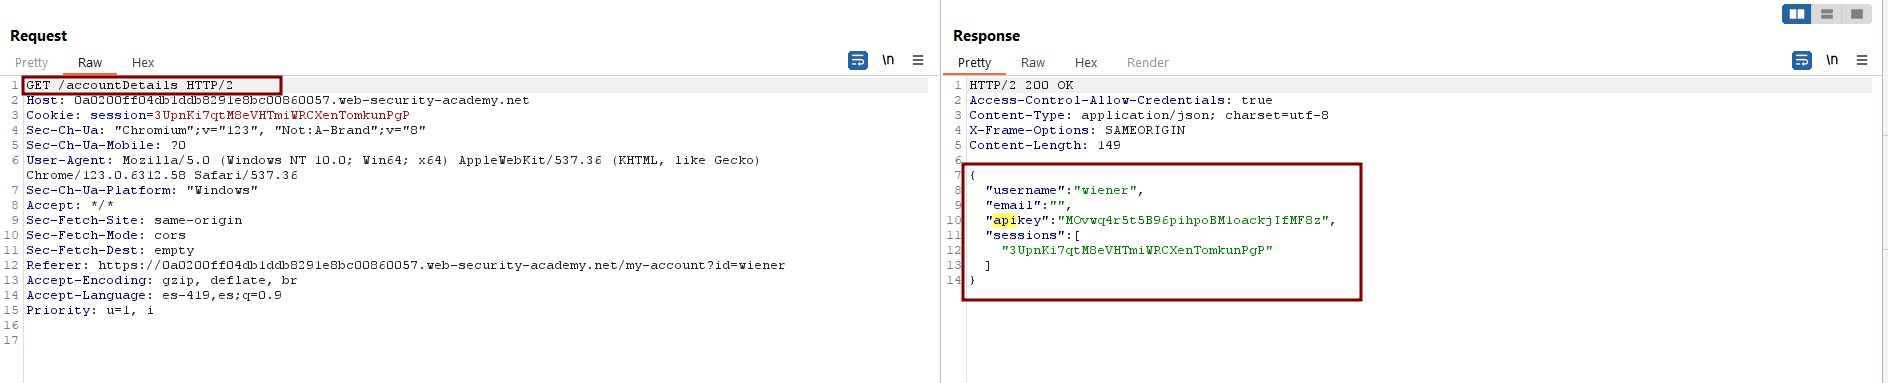 Request
Pretty Raw Hex
\n
1 GET /accountDetails HTTP/2
2 Host: 0a0200ff04db1ddb8291e8bc00860057.web-security-academy.net
3 Cookie: session=3UpnKi7qtM8eVHTmiWRCXenTomkunPgP
4 Sec-Ch-Ua: "Chromium";v="123", "Not:A-Brand";v="8"
5 Sec-Ch-Ua-Mobile: ?0
6 User-Agent: Mozilla/5.0 (Windows NT 10.0; Win64; x64) AppleWebKit/537.36 (KHTML, like Gecko)
Chrome/123.0.6312.58 Safari/537.36
7 Sec-Ch-Ua-Platform: "Windows"
8 Accept: */*
9 Sec-Fetch-Site: same-origin
10 Sec-Fetch-Mode: cors
11 Sec-Fetch-Dest: empty
12 Referer: https://0a0200ff04db1ddb8291e8bc00860057.web-security-academy.net/my-account?id=wiener
13 Accept-Encoding: gzip, deflate, br
14 Accept-Language: es-419,es;q=0.9
15 Priority: u=1, i
16
17
Response
Pretty Raw Hex Render
\n
1 HTTP/2 200 OK
2 Access-Control-Allow-Credentials: true
3 Content-Type: application/json; charset=utf-8
4 X-Frame-Options: SAMEORIGIN
5 Content-Length: 149
6
7 {
8 "username":"wiener",
9 "email":"",
10 "apikey":"MOvwq4r5t5B96pihpoBM1oackjIfMF8z",
11 "sessions":[
12 "3UpnKi7qtM8eVHTmiWRCXenTomkunPgP"
13 ]
14 }